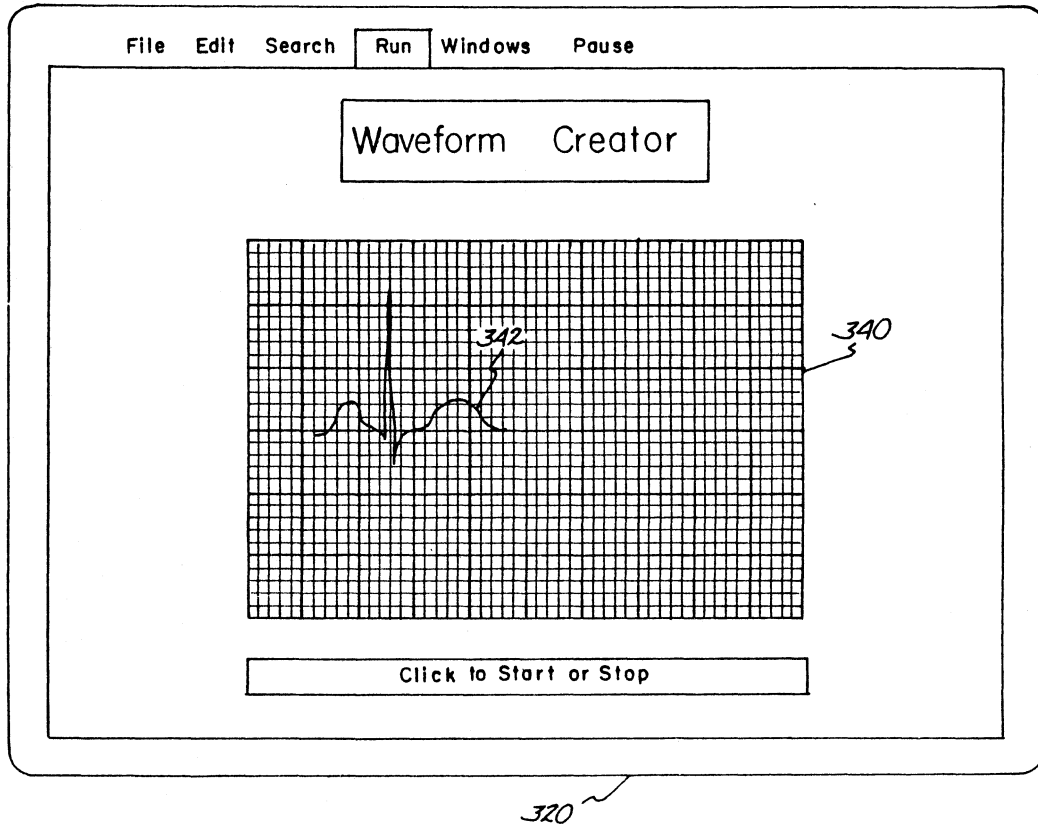 File Edit Search Run Windows Pause
Waveform Creator
342
340
Click to Start or Stop
320